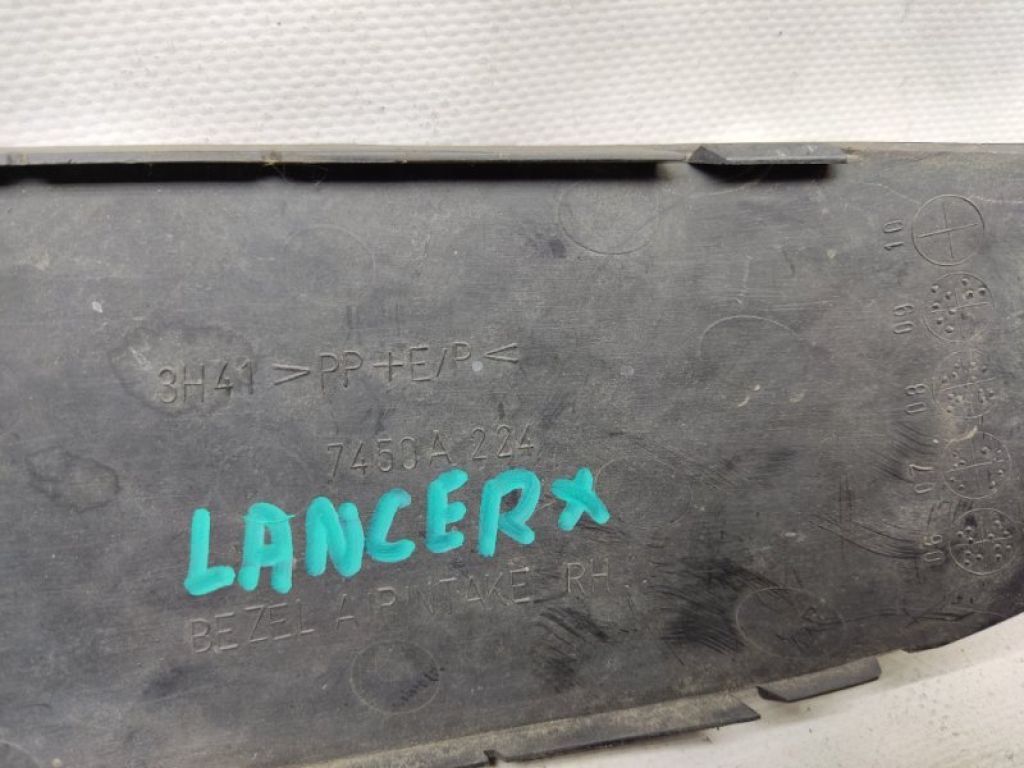 3H41 >PP+E/P<
7450A224
LANCER X
BEZEL AIR INTAKE RH
10
09
08
07
06